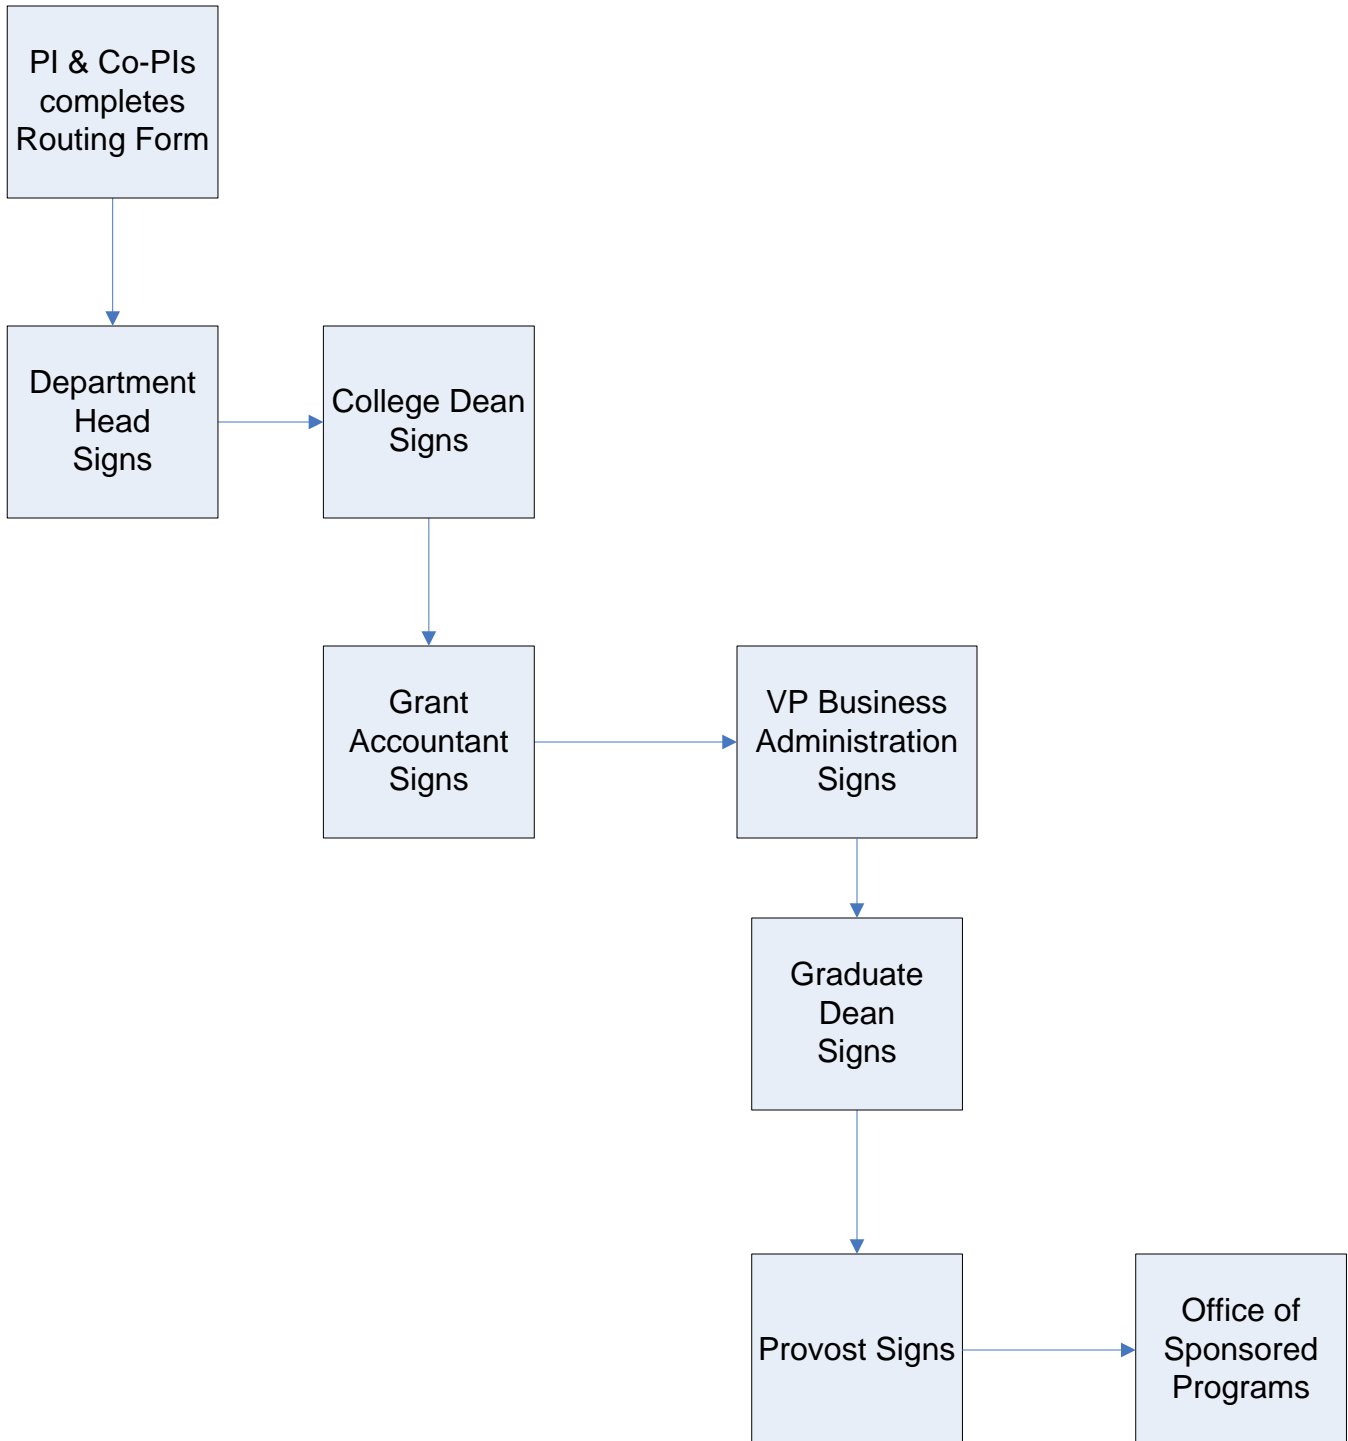 PI & Co-PIs
completes
Routing Form
Department
Head
Signs
College Dean
Signs
Grant
Accountant
Signs
VP Business
Administration
Signs
Graduate
Dean
Signs
Provost Signs
Office of
Sponsored
Programs